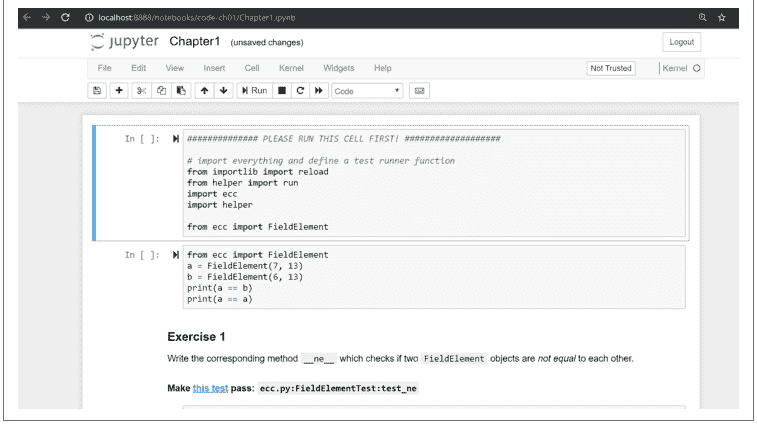 localhost:8888/notebooks/code-ch01/Chapter1.ipynb
jupyter Chapter1 (unsaved changes)
Logout
File Edit View Insert Cell Kernel Widgets Help
Not Trusted
Kernel
Run
Code
In [ ]:
############## PLEASE RUN THIS CELL FIRST! ###################
# import everything and define a test runner function
from importlib import reload
from helper import run
import ecc
import helper
from ecc import FieldElement
In [ ]:
from ecc import FieldElement
a = FieldElement(7, 13)
b = FieldElement(6, 13)
print(a == b)
print(a == a)
Exercise 1
Write the corresponding method __ne__ which checks if two FieldElement objects are not equal to each other.
Make this test pass: ecc.py:FieldElementTest:test_ne